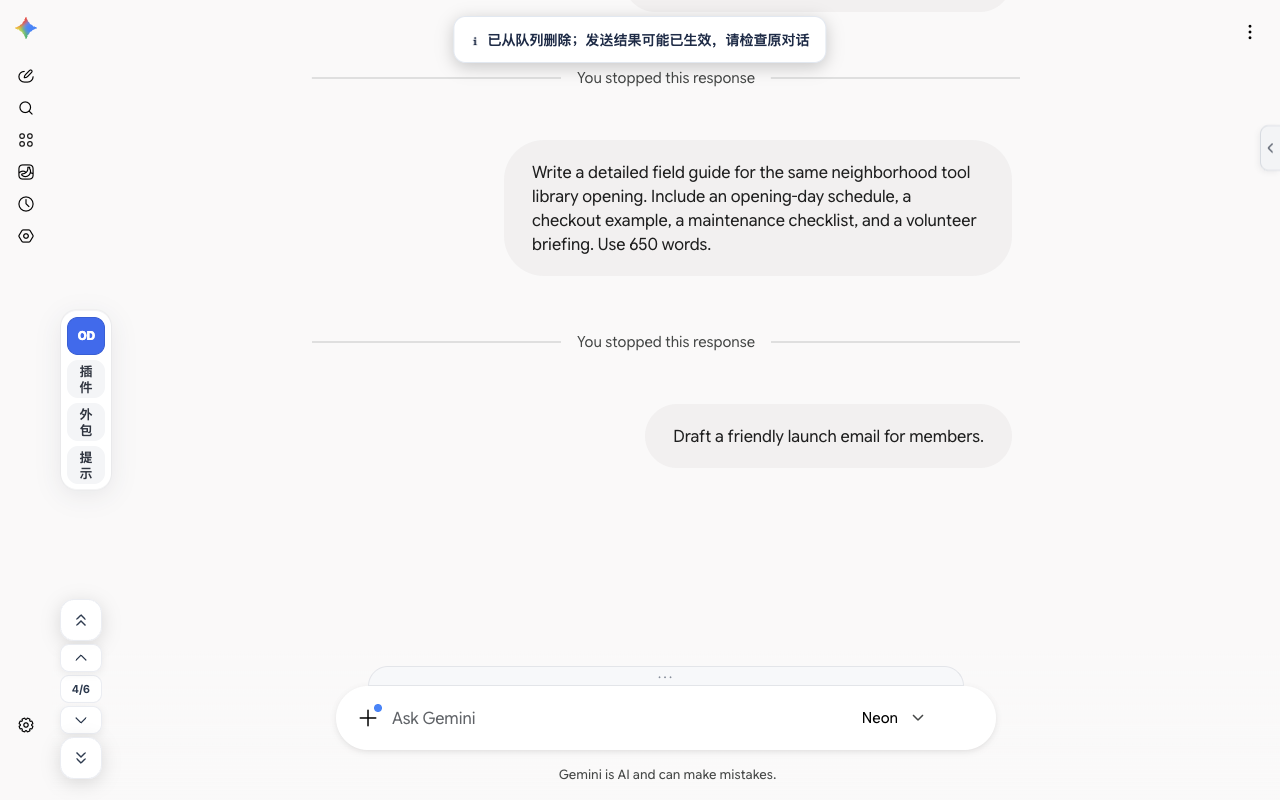 已从队列删除；发送结果可能已生效，请检查原对话
You stopped this response
Write a detailed field guide for the same neighborhood tool
library opening. Include an opening-day schedule, a
checkout example, a maintenance checklist, and a volunteer
briefing. Use 650 words.
You stopped this response
OD
插
件
外
包
提
示
Draft a friendly launch email for members.
4/6
...
Ask Gemini
Neon
Gemini is AI and can make mistakes.